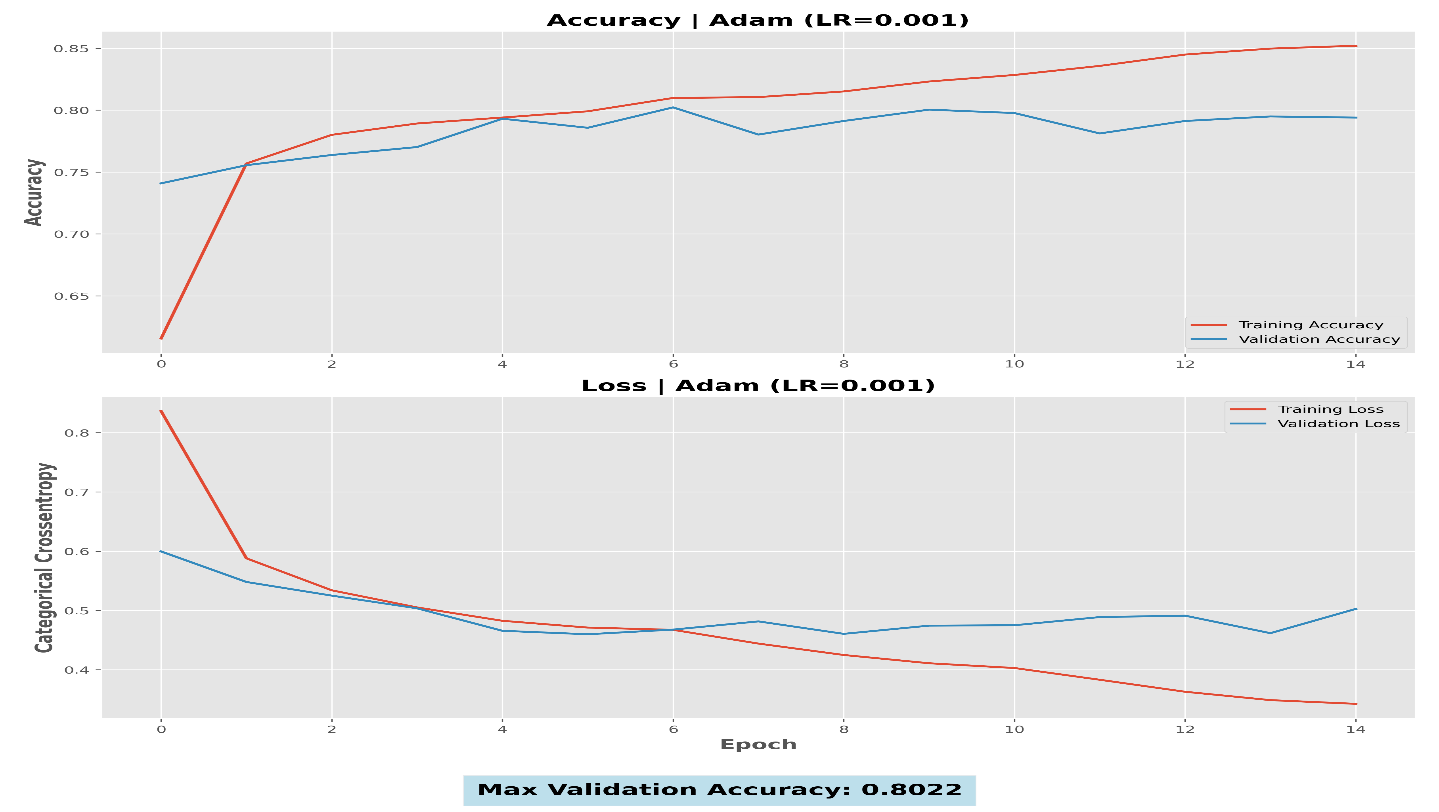 Accuracy | Adam (LR=0.001)
0.85
0.80
0.75
0.70
0.65
Accuracy
Training Accuracy
Validation Accuracy
0 2 4 6 8 10 12 14
Loss | Adam (LR=0.001)
Training Loss
Validation Loss
0.8
0.7
0.6
0.5
0.4
Categorical Crossentropy
0 2 4 6 8 10 12 14
Epoch
Max Validation Accuracy: 0.8022